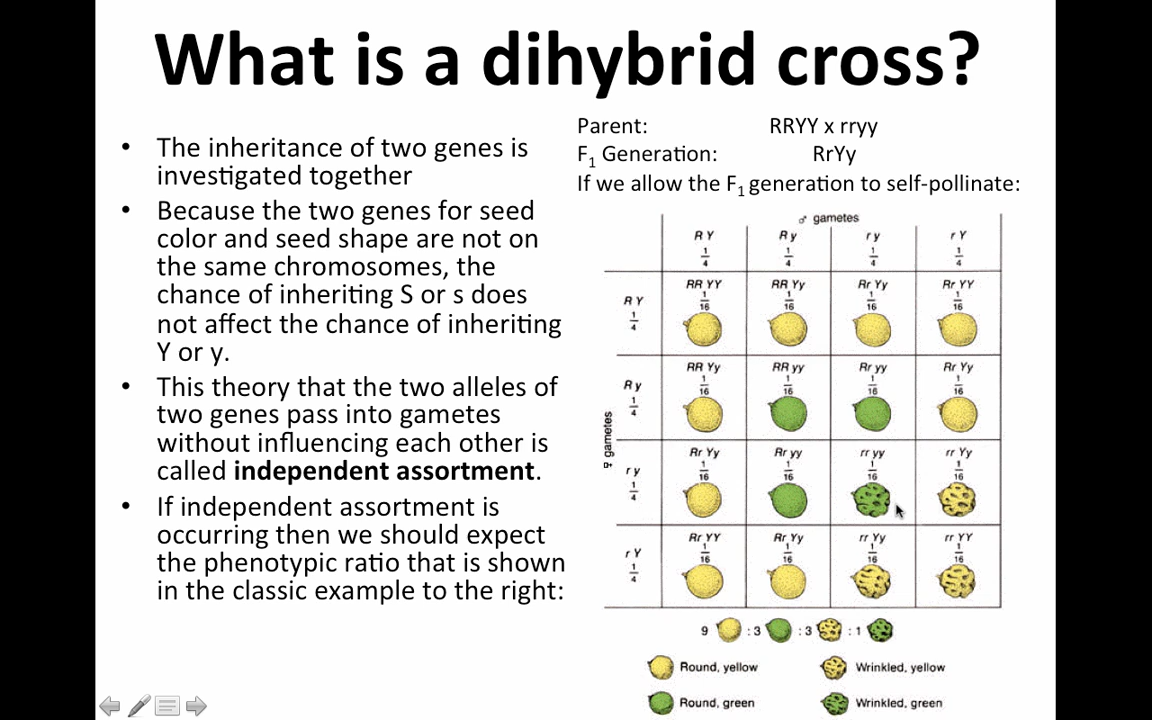 What is a dihybrid cross?
• The inheritance of two genes is
investigated together
• Because the two genes for seed
color and seed shape are not on
the same chromosomes, the
chance of inheriting S or s does
not affect the chance of inheriting
Y or y.
• This theory that the two alleles of
two genes pass into gametes
without influencing each other is
called independent assortment.
• If independent assortment is
occurring then we should expect
the phenotypic ratio that is shown
in the classic example to the right:
Parent: RRYY x rryy
F1 Generation: RrYy
If we allow the F1 generation to self-pollinate:
♂ gametes
R Y R y r y r Y
1/4 1/4 1/4 1/4
♀ gametes
RR YY RR Yy Rr Yy Rr YY
R Y 1/4 1/16 1/16 1/16 1/16
RR Yy RR yy Rr yy Rr Yy
R y 1/4 1/16 1/16 1/16 1/16
Rr Yy Rr yy rr yy rr Yy
r y 1/4 1/16 1/16 1/16 1/16
Rr YY Rr Yy rr Yy rr YY
r Y 1/4 1/16 1/16 1/16 1/16
9 : 3 : 3 : 1
Round, yellow Wrinkled, yellow
Round, green Wrinkled, green